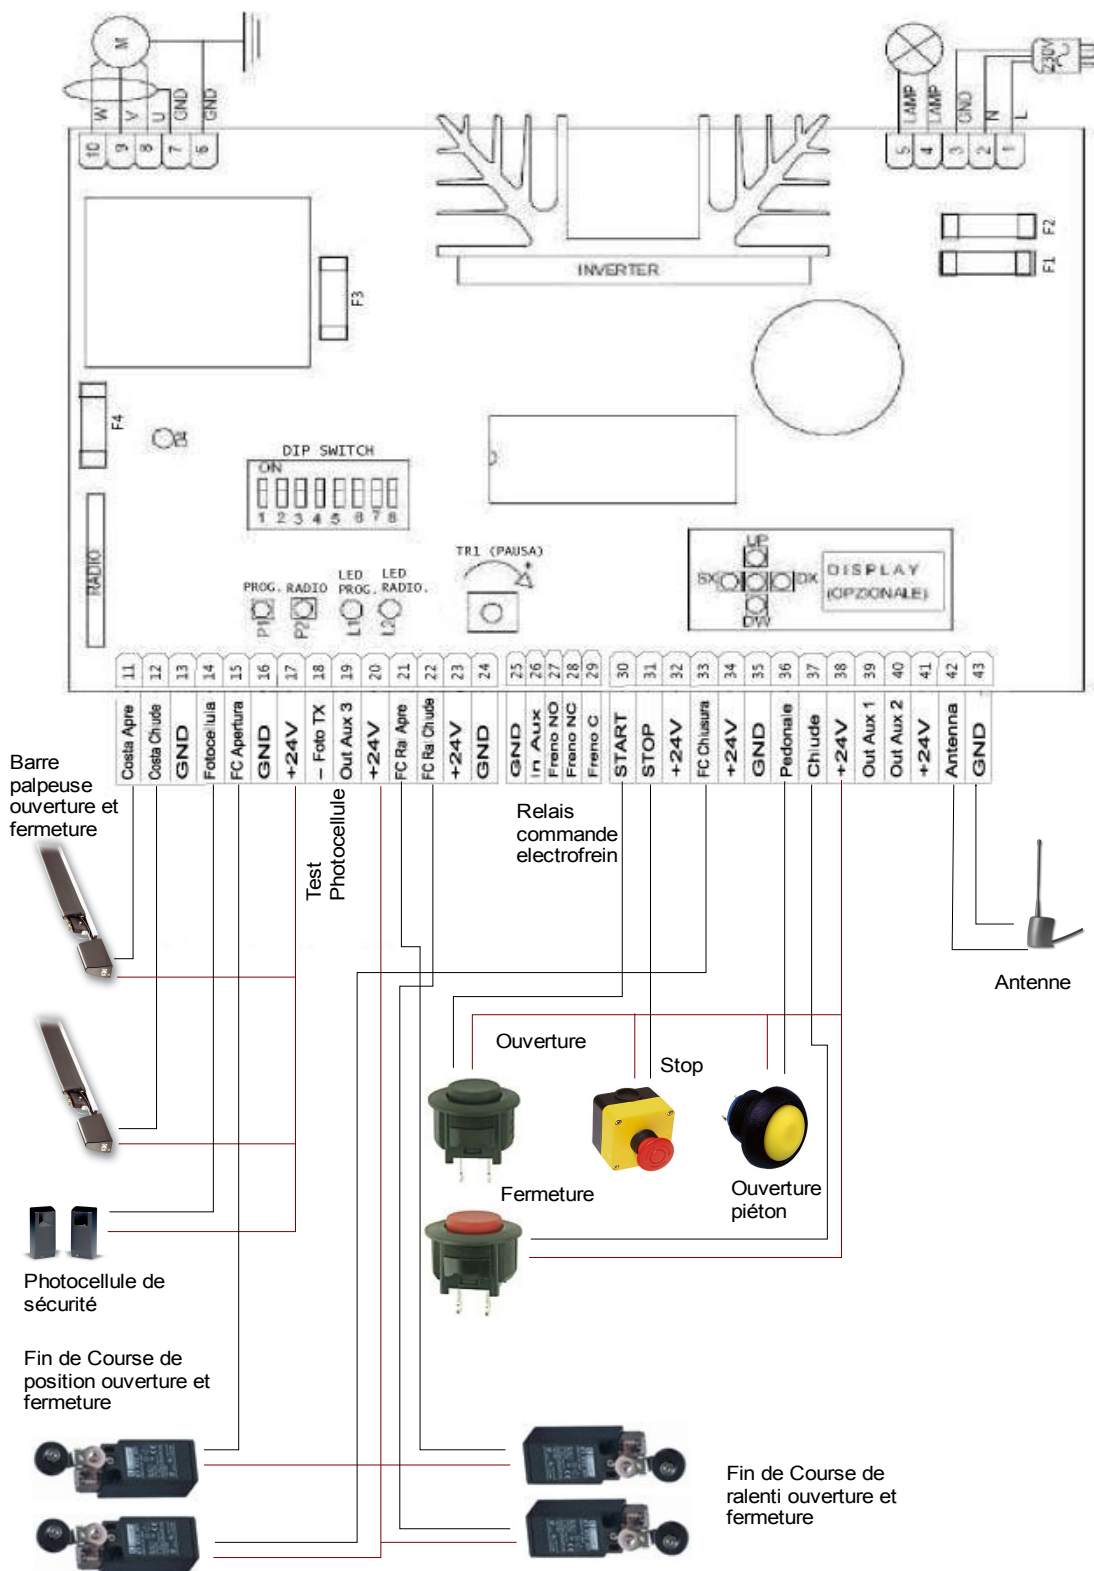 M
230V
W
V
U
GND
GND
LAMP
LAMP
GND
N
L
10
9
8
7
6
5
4
3
2
1
F2
F1
INVERTER
F3
F4
D4
DIP SWITCH
ON
1 2 3 4 5 6 7 8
RADIO
TR1 (PAUSA)
+
PROG.
RADIO
LED
PROG.
LED
RADIO.
P1
P2
L1
L2
UP
SX
DX
DW
DISPLAY
(OPZIONALE)
11 12 13 14 15 16 17 18 19 20 21 22 23 24 25 26 27 28 29 30 31 32 33 34 35 36 37 38 39 40 41 42 43
Costa Apre
Costa Chiude
GND
Fotocellula
FC Apertura
GND
+24V
– Foto TX
Out Aux 3
+24V
FC Ral Apre
FC Ral Chiude
+24V
GND
GND
In Aux
Freno NO
Freno NC
Freno C
START
STOP
+24V
FC Chiusura
+24V
GND
Pedonale
Chiude
+24V
Out Aux 1
Out Aux 2
+24V
Antenna
GND
Barre
palpeuse
ouverture et
fermeture
Test
Photocellule
Relais
commande
electrofrein
Antenne
Ouverture
Stop
Fermeture
Ouverture
piéton
Photocellule de
sécurité
Fin de Course de
position ouverture et
fermeture
Fin de Course de
ralenti ouverture et
fermeture